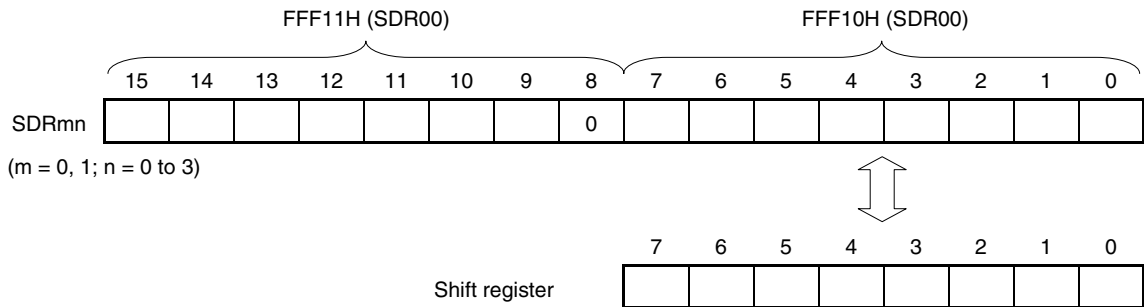 FFF11H (SDR00) FFF10H (SDR00)
15 14 13 12 11 10 9 8 7 6 5 4 3 2 1 0
SDRmn 0
(m = 0, 1; n = 0 to 3)
7 6 5 4 3 2 1 0
Shift register